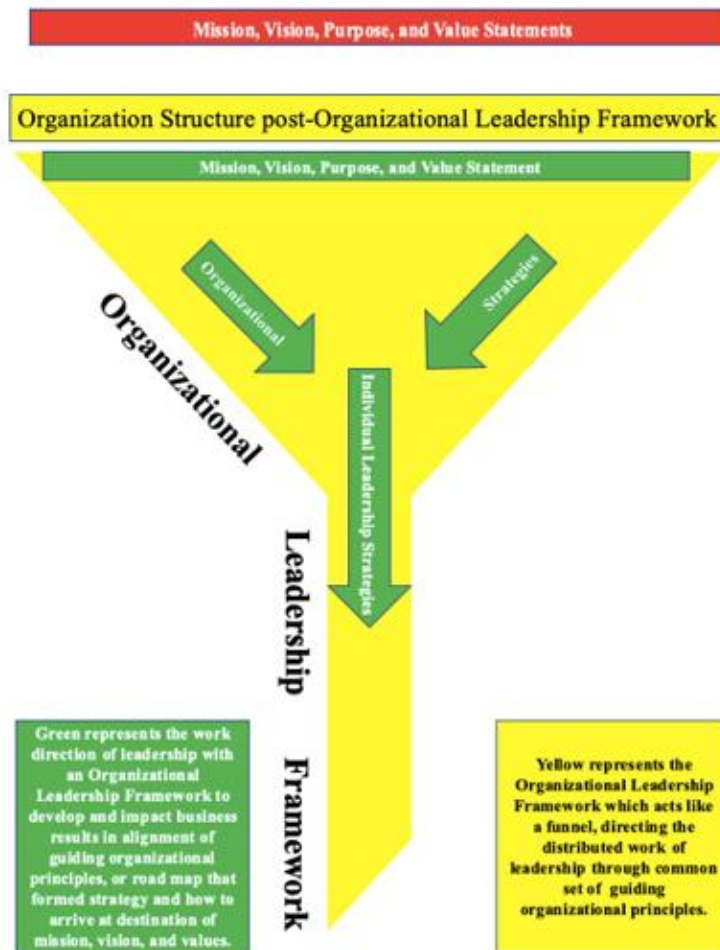 Mission, Vision, Purpose, and Value Statements
Organization Structure post-Organizational Leadership Framework
Mission, Vision, Purpose, and Value Statement
Organizational
Strategies
Individual Leadership Strategies
Organizational
Leadership
Framework
Green represents the work
direction of leadership with
an Organizational
Leadership Framework to
develop and impact business
results in alignment of
guiding organizational
principles, or road map that
formed strategy and how to
arrive at destination of
mission, vision, and values.
Yellow represents the
Organizational Leadership
Framework which acts like
a funnel, directing the
distributed work of
leadership through common
set of guiding
organizational principles.